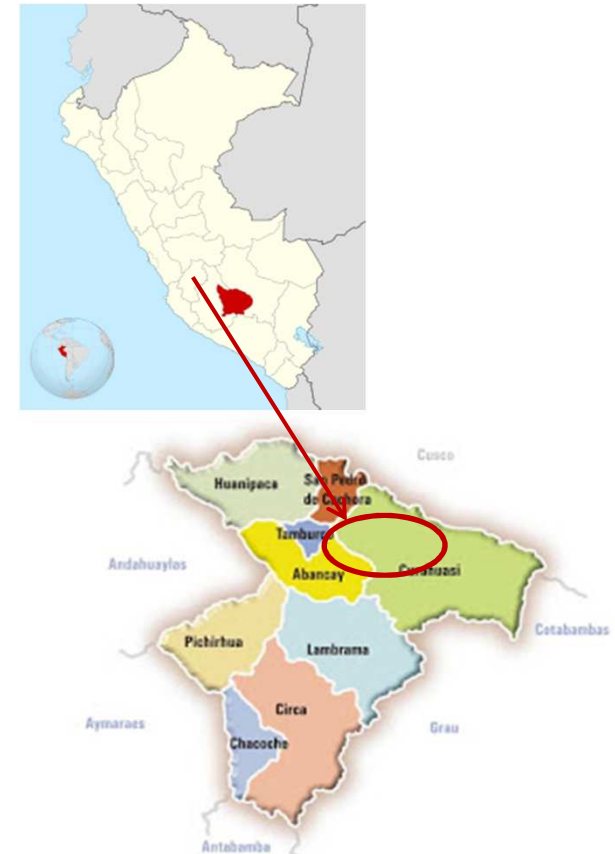 Cusco
Huanipaca
San Pedro
de Cachora
Tamburco
Andahuaylas
Abancay
Curahuasi
Cotabambas
Pichirhua
Lambrama
Circa
Aymaraes
Grau
Chacoche
Antabamba